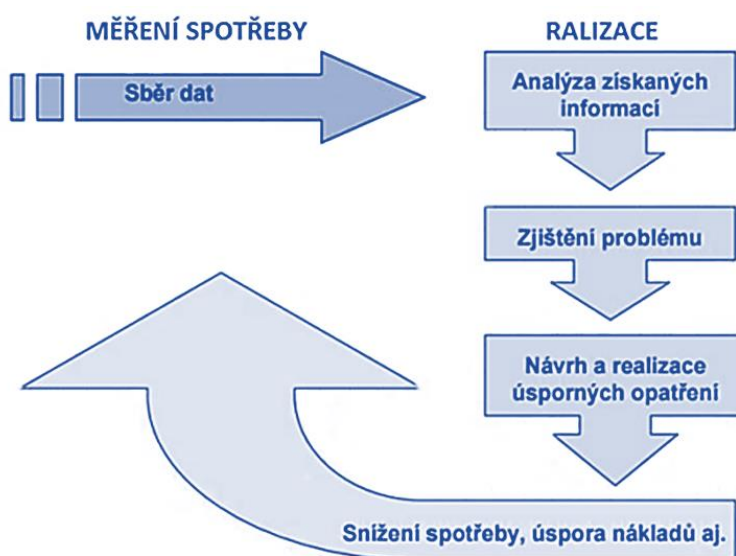 MĚŘENÍ SPOTŘEBY
RALIZACE
Sběr dat
Analýza získaných
informací
Zjištění problému
Návrh a realizace
úsporných opatření
Snížení spotřeby, úspora nákladů aj.